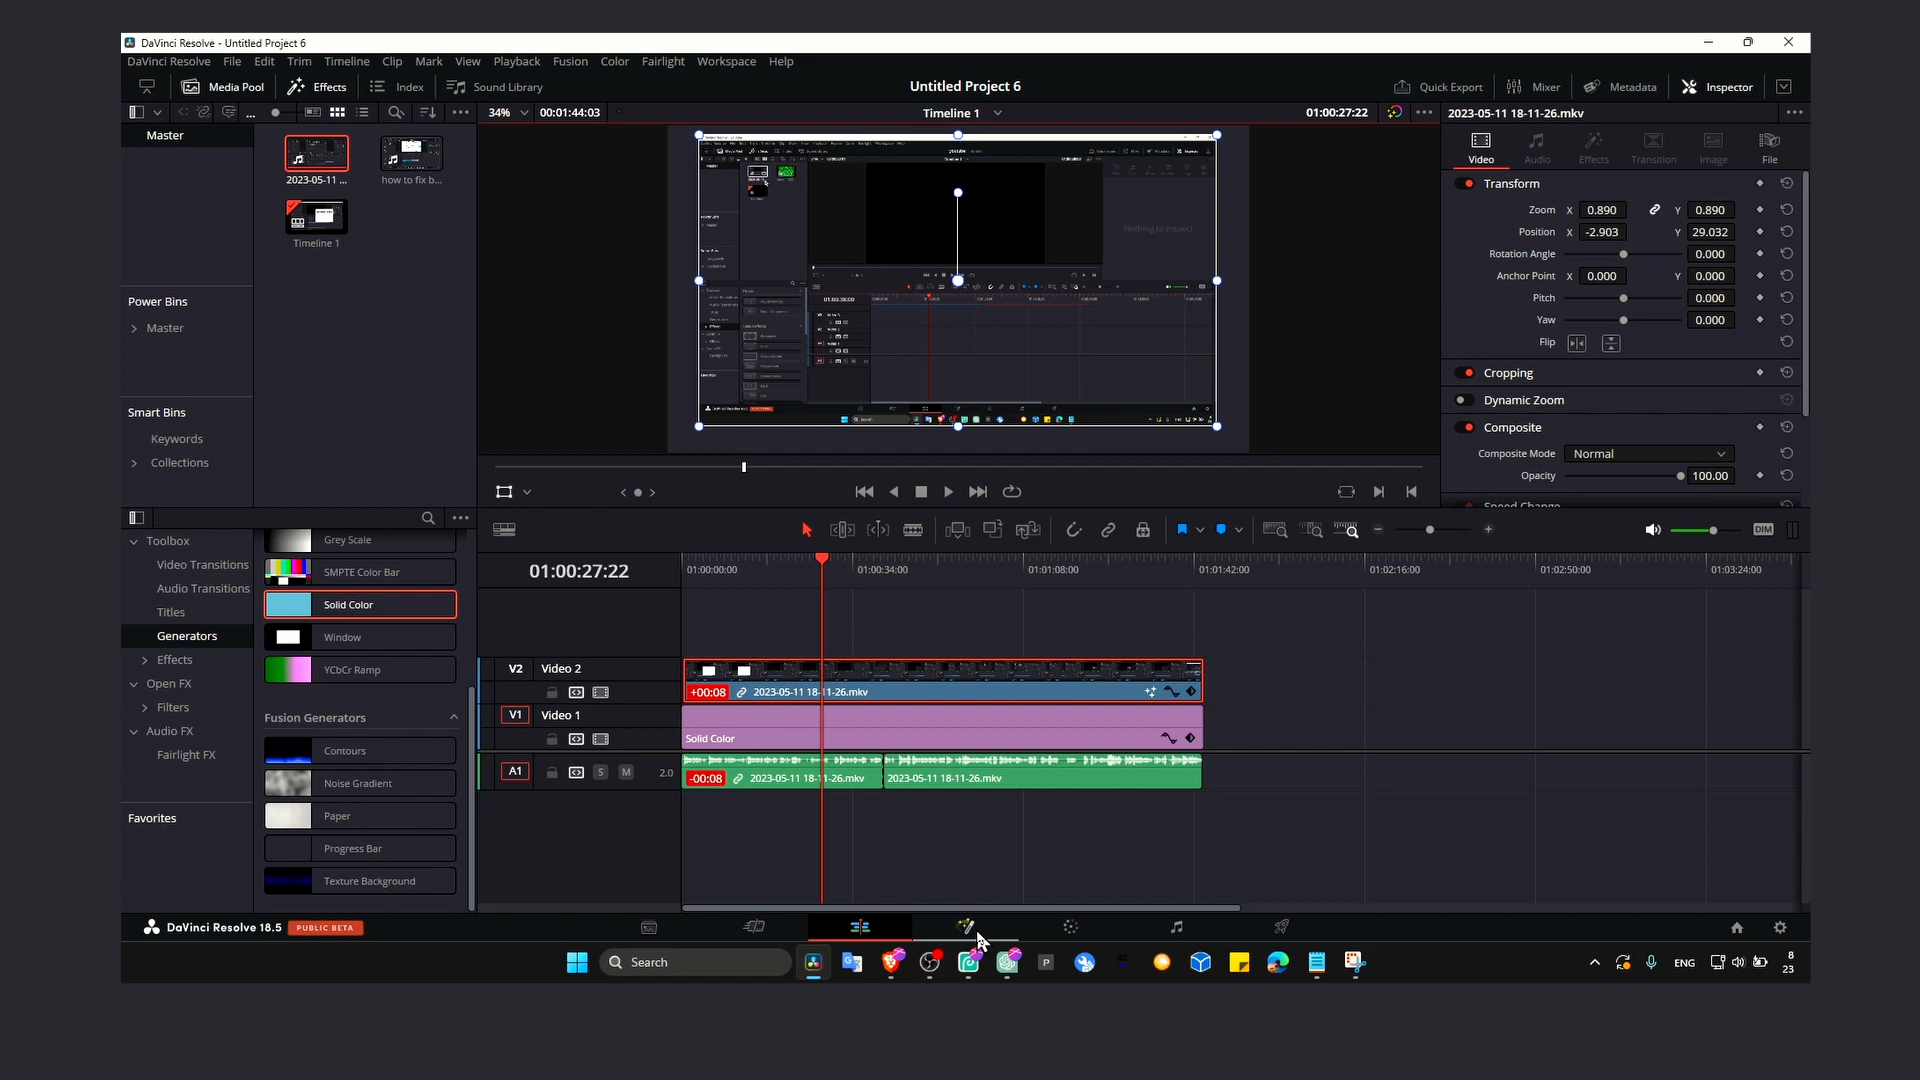 DaVinci Resolve - Untitled Project 6
DaVinci Resolve File Edit Trim Timeline Clip Mark View Playback Fusion Color Fairlight Workspace Help
Media Pool Effects Index Sound Library Untitled Project 6 Quick Export Mixer Metadata Inspector
34% 00:01:44:03 Timeline 1 01:00:27:22 2023-05-11 18-11-26.mkv
Master
2023-05-11 ... how to fix b...
Timeline 1
Video Audio Effects Transition Image File
Transform
Zoom X 0.890 Y 0.890
Position X -2.903 Y 29.032
Rotation Angle 0.000
Anchor Point X 0.000 Y 0.000
Pitch 0.000
Yaw 0.000
Flip
Cropping
Dynamic Zoom
Composite
Composite Mode Normal
Opacity 100.00
Speed Change
Nothing to inspect
Power Bins
Master
Smart Bins
Keywords
Collections
Toolbox
Video Transitions
Audio Transitions
Titles
Generators
Effects
Open FX
Filters
Audio FX
Fairlight FX
Favorites
Grey Scale
SMPTE Color Bar
Solid Color
Window
YCbCr Ramp
Fusion Generators
Contours
Noise Gradient
Paper
Progress Bar
Texture Background
DIM
01:00:27:22 01:00:00:00 01:00:34:00 01:01:08:00 01:01:42:00 01:02:16:00 01:02:50:00 01:03:24:00
V2 Video 2
+00:08 2023-05-11 18-11-26.mkv
V1 Video 1
Solid Color
A1 S M 2.0 -00:08 2023-05-11 18-11-26.mkv 2023-05-11 18-11-26.mkv
DaVinci Resolve 18.5 PUBLIC BETA
Search
ENG
8
23